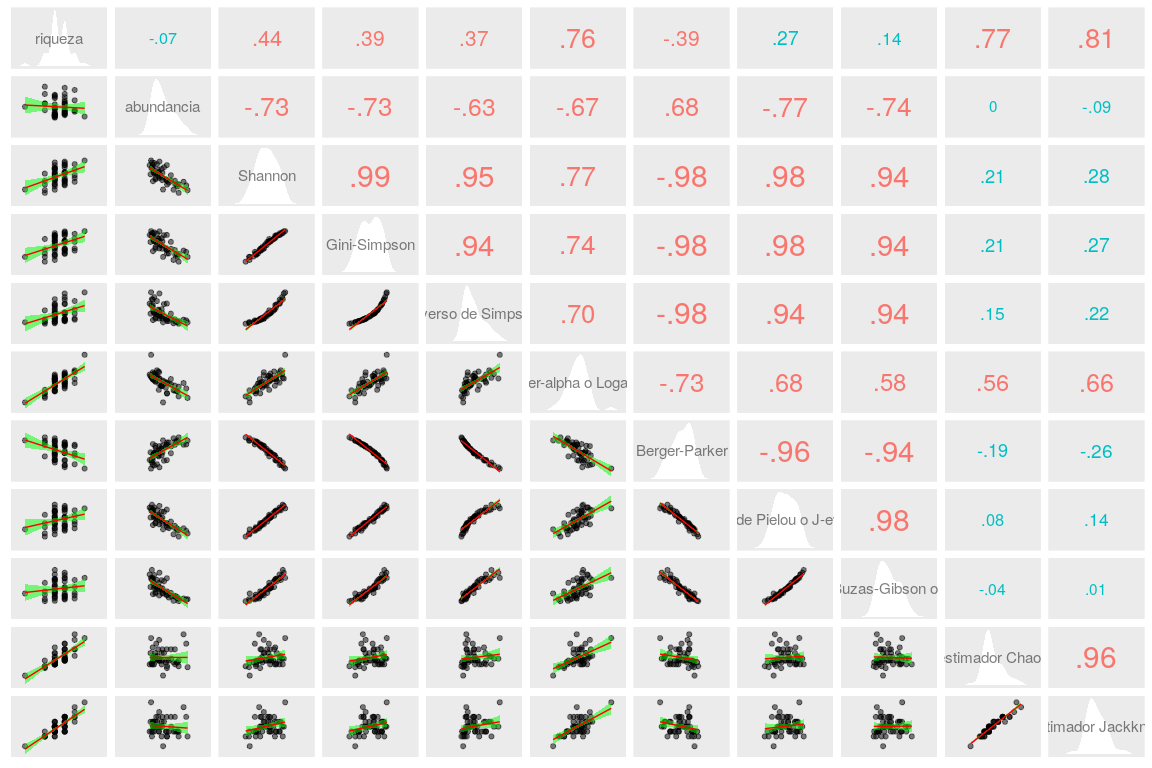 riqueza -.07 .44 .39 .37 .76 -.39 .27 .14 .77 .81
abundancia -.73 -.73 -.63 -.67 .68 -.77 -.74 0 -.09
Shannon .99 .95 .77 -.98 .98 .94 .21 .28
Gini-Simpson .94 .74 -.98 .98 .94 .21 .27
verso de Simps .70 -.98 .94 .94 .15 .22
er-alpha o Loga -.73 .68 .58 .56 .66
Berger-Parker -.96 -.94 -.19 -.26
de Pielou o J-e .98 .08 .14
Buzas-Gibson o -.04 .01
estimador Chao .96
timador Jackkn